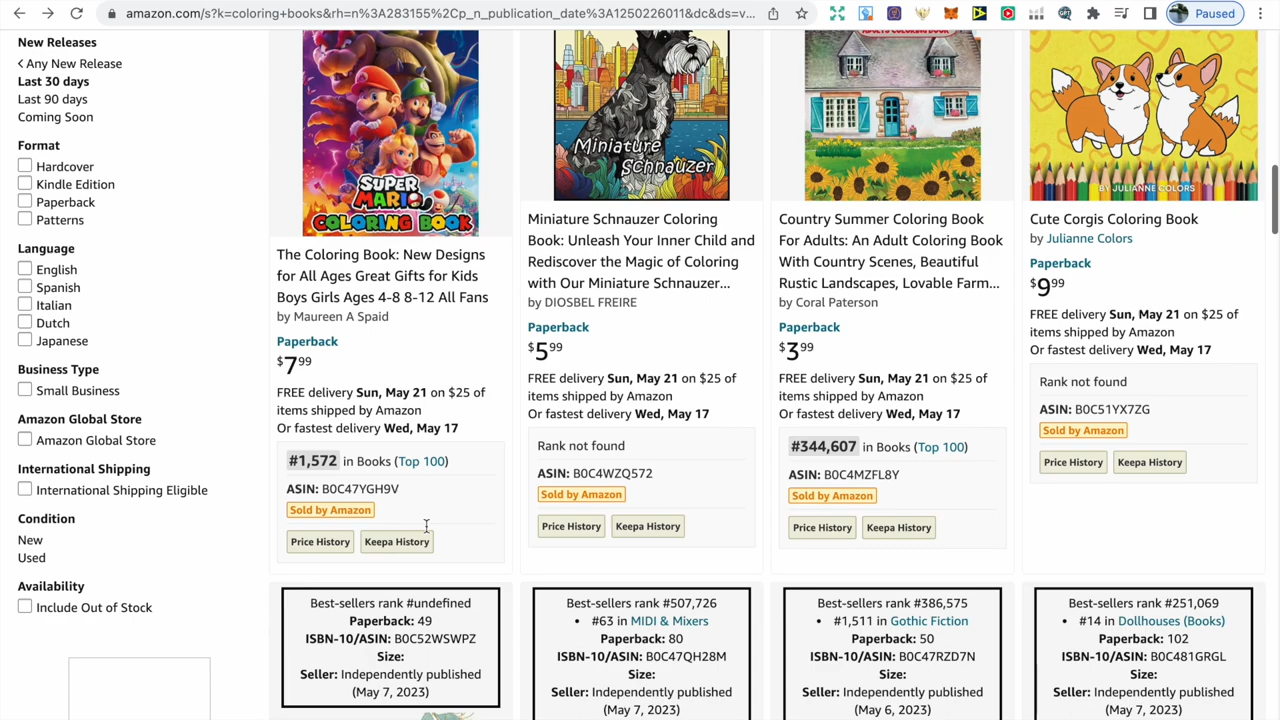 amazon.com/s?k=coloring+books&rh=n%3A283155%2Cp_n_publication_date%3A1250226011&dc&ds=v...
Paused
New Releases
< Any New Release
Last 30 days
Last 90 days
Coming Soon
Format
Hardcover
Kindle Edition
Paperback
Patterns
Language
English
Spanish
Italian
Dutch
Japanese
Business Type
Small Business
Amazon Global Store
Amazon Global Store
International Shipping
International Shipping Eligible
Condition
New
Used
Availability
Include Out of Stock
SUPER
MARIO
COLORING BOOK
The Coloring Book: New Designs
for All Ages Great Gifts for Kids
Boys Girls Ages 4-8 8-12 All Fans
by Maureen A Spaid
Paperback
$7.99
FREE delivery Sun, May 21 on $25 of
items shipped by Amazon
Or fastest delivery Wed, May 17
#1,572 in Books (Top 100)
ASIN: B0C47YGH9V
Sold by Amazon
Price History Keepa History
Miniature
Schnauzer
Miniature Schnauzer Coloring
Book: Unleash Your Inner Child and
Rediscover the Magic of Coloring
with Our Miniature Schnauzer...
by DIOSBEL FREIRE
Paperback
$5.99
FREE delivery Sun, May 21 on $25 of
items shipped by Amazon
Or fastest delivery Wed, May 17
Rank not found
ASIN: B0C4WZQ572
Sold by Amazon
Price History Keepa History
ADULTS COLORING BOOK
Country Summer Coloring Book
For Adults: An Adult Coloring Book
With Country Scenes, Beautiful
Rustic Landscapes, Lovable Farm...
by Coral Paterson
Paperback
$3.99
FREE delivery Sun, May 21 on $25 of
items shipped by Amazon
Or fastest delivery Wed, May 17
#344,607 in Books (Top 100)
ASIN: B0C4MZFL8Y
Sold by Amazon
Price History Keepa History
BY JULIANNE COLORS
Cute Corgis Coloring Book
by Julianne Colors
Paperback
$9.99
FREE delivery Sun, May 21 on $25 of
items shipped by Amazon
Or fastest delivery Wed, May 17
Rank not found
ASIN: B0C51YX7ZG
Sold by Amazon
Price History Keepa History
Best-sellers rank #undefined
Paperback: 49
ISBN-10/ASIN: B0C52WSWPZ
Size:
Seller: Independently published
(May 7, 2023)
Best-sellers rank #507,726
• #63 in MIDI & Mixers
Paperback: 80
ISBN-10/ASIN: B0C47QH28M
Size:
Seller: Independently published
(May 7, 2023)
Best-sellers rank #386,575
• #1,511 in Gothic Fiction
Paperback: 50
ISBN-10/ASIN: B0C47RZD7N
Size:
Seller: Independently published
(May 6, 2023)
Best-sellers rank #251,069
• #14 in Dollhouses (Books)
Paperback: 102
ISBN-10/ASIN: B0C481GRGL
Size:
Seller: Independently published
(May 7, 2023)